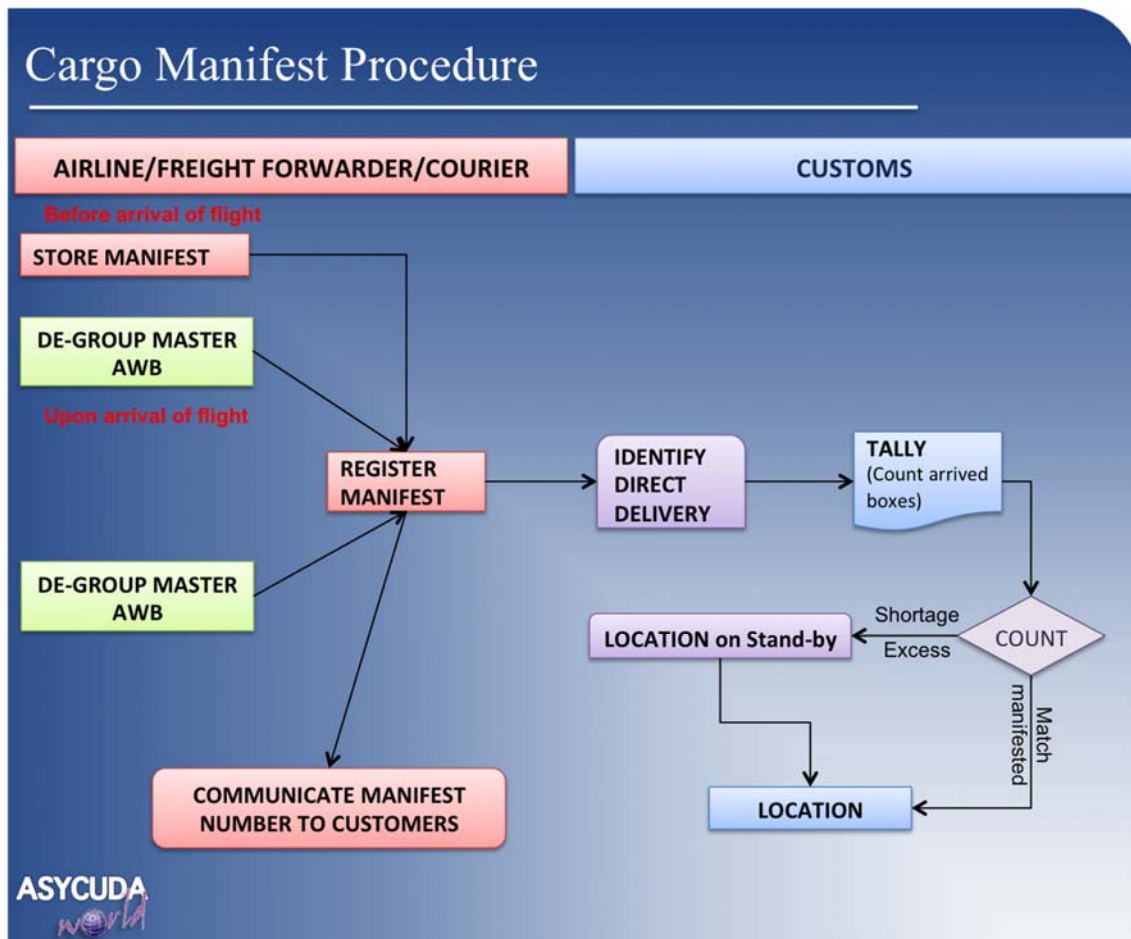 Cargo Manifest Procedure
AIRLINE/FREIGHT FORWARDER/COURIER
CUSTOMS
Before arrival of flight
STORE MANIFEST
DE-GROUP MASTER
AWB
Upon arrival of flight
REGISTER
MANIFEST
IDENTIFY
DIRECT
DELIVERY
TALLY
(Count arrived
boxes)
DE-GROUP MASTER
AWB
LOCATION on Stand-by
Shortage
Excess
COUNT
Match
manifested
COMMUNICATE MANIFEST
NUMBER TO CUSTOMERS
LOCATION
ASYCUDA
world